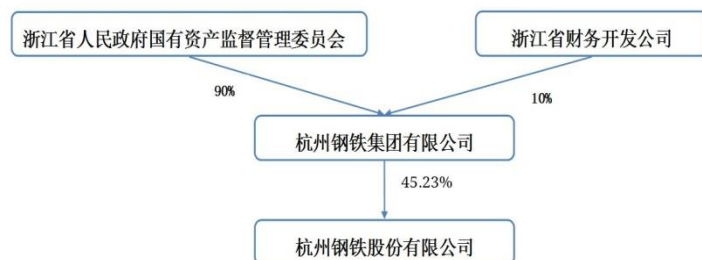 浙江省人民政府国有资产监督管理委员会
浙江省财务开发公司
90%
10%
杭州钢铁集团有限公司
45.23%
杭州钢铁股份有限公司